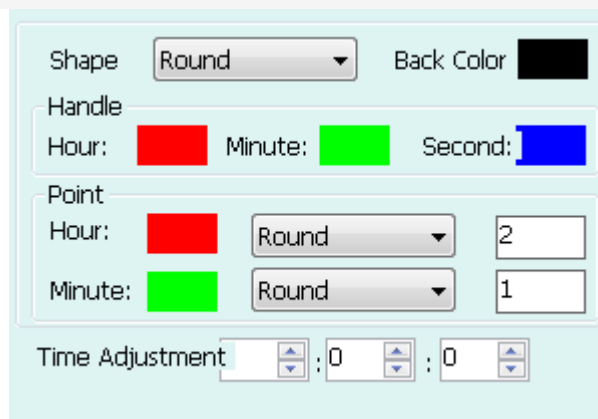 Shape Round Back Color
Handle
Hour: Minute: Second:
Point
Hour: Round 2
Minute: Round 1
Time Adjustment : 0 : 0